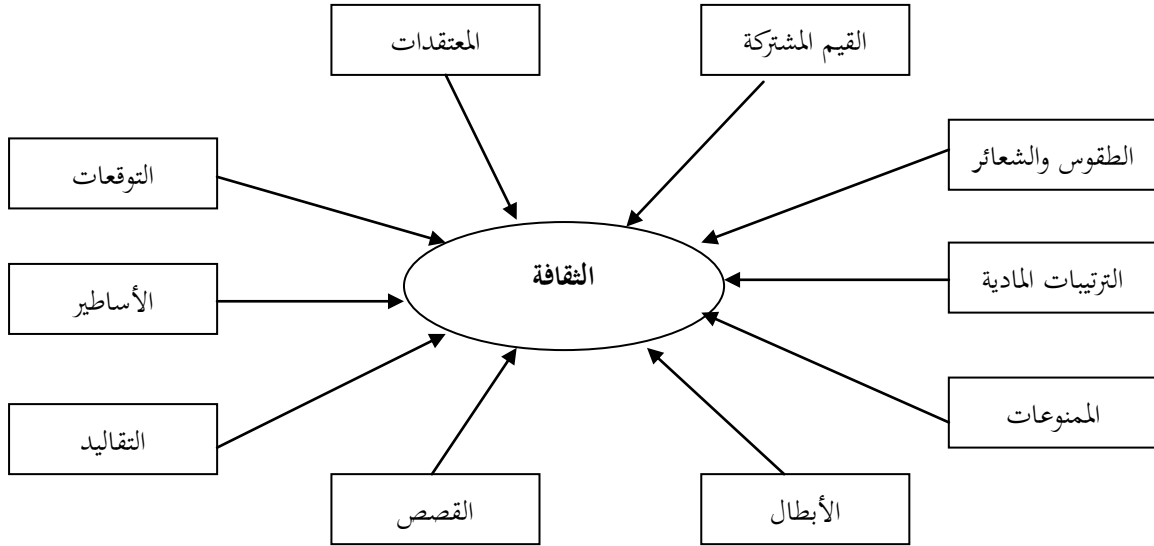 القيم المشتركة
المعتقدات
الطقوس والشعائر
التوقعات
الثقافة
الترتيبات المادية
الأساطير
الممنوعات
التقاليد
الأبطال
القصص